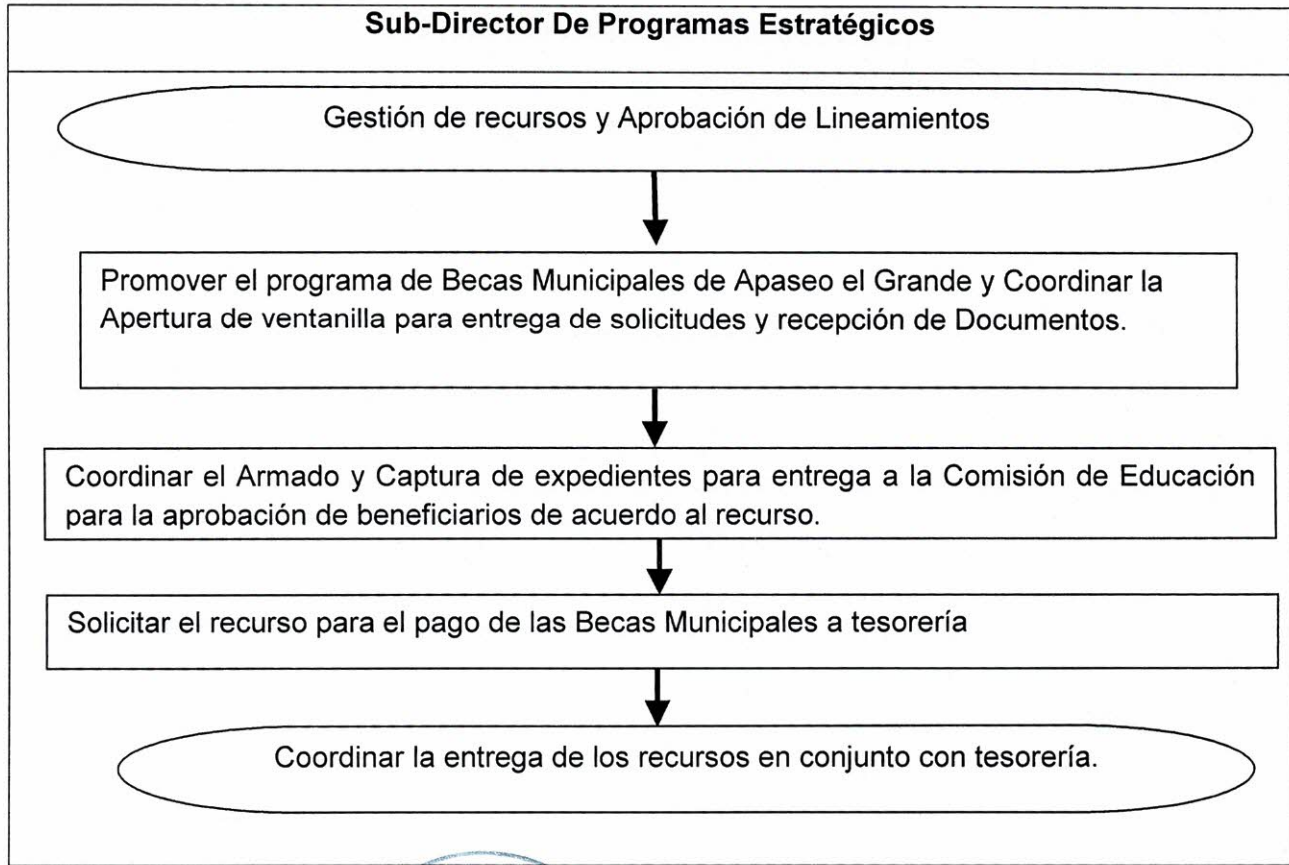 Sub-Director De Programas Estratégicos
Gestión de recursos y Aprobación de Lineamientos
Promover el programa de Becas Municipales de Apaseo el Grande y Coordinar la
Apertura de ventanilla para entrega de solicitudes y recepción de Documentos.
Coordinar el Armado y Captura de expedientes para entrega a la Comisión de Educación
para la aprobación de beneficiarios de acuerdo al recurso.
Solicitar el recurso para el pago de las Becas Municipales a tesorería
Coordinar la entrega de los recursos en conjunto con tesorería.